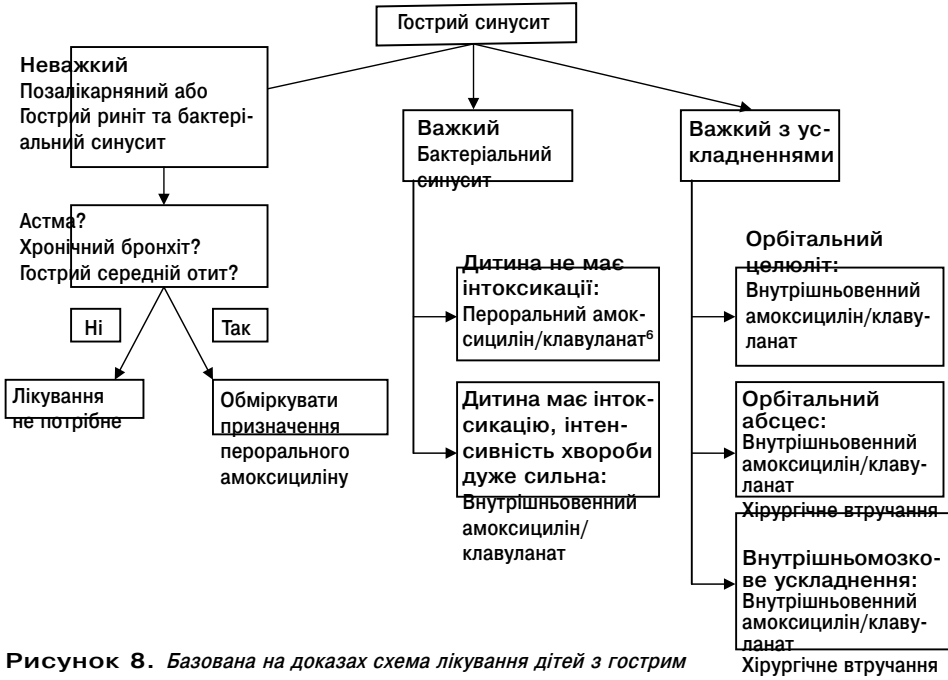 Гострий синусит
Неважкий
Позалікарняний або
Гострий риніт та бактері-
альний синусит
Астма?
Хронічний бронхіт?
Гострий середній отит?
Ні
Так
Лікування
не потрібне
Обміркувати
призначення
перорального
амоксициліну
Важкий
Бактеріальний
синусит
Дитина не має
інтоксикації:
Пероральний амок-
сицилін/клавуланат⁶
Дитина має інток-
сикацію, інтен-
сивність хвороби
дуже сильна:
Внутрішньовенний
амоксицилін/
клавуланат
Важкий з ус-
кладненнями
Орбітальний
целюліт:
Внутрішньовенний
амоксицилін/клаву-
ланат
Орбітальний
абсцес:
Внутрішньовенний
амоксицилін/клаву-
ланат
Хірургічне втручання
Внутрішньомозко-
ве ускладнення:
Внутрішньовенний
амоксицилін/клаву-
ланат
Хірургічне втручання
Рисунок 8. Базована на доказах схема лікування дітей з гострим